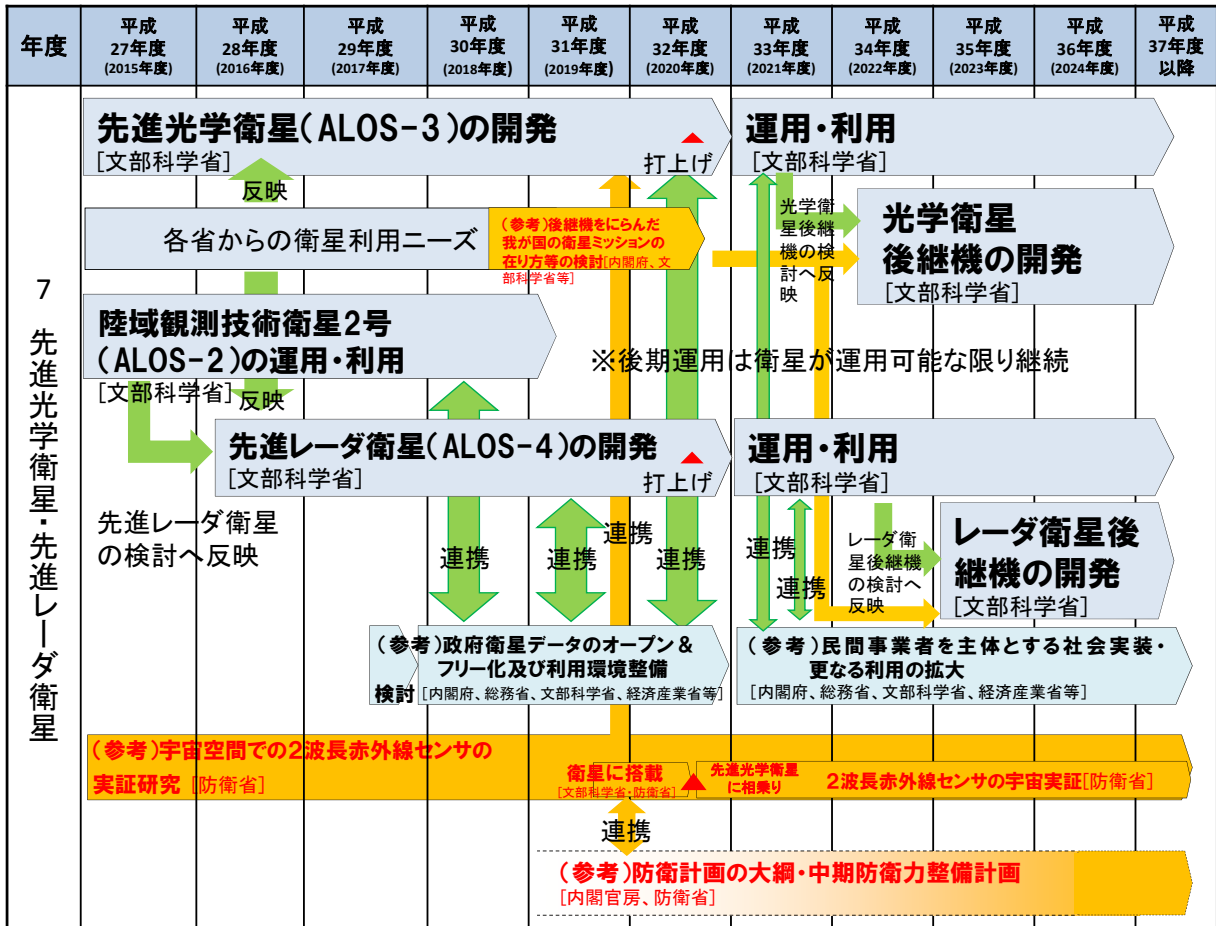 年度
平成
27年度
(2015年度)
平成
28年度
(2016年度)
平成
29年度
(2017年度)
平成
30年度
(2018年度)
平成
31年度
(2019年度)
平成
32年度
(2020年度)
平成
33年度
(2021年度)
平成
34年度
(2022年度)
平成
35年度
(2023年度)
平成
36年度
(2024年度)
平成
37年度
以降
7 先進光学衛星・先進レーダ衛星
先進光学衛星(ALOS-3)の開発
[文部科学省]
打上げ
運用・利用
[文部科学省]
反映
各省からの衛星利用ニーズ
(参考)後継機をにらんだ
我が国の衛星ミッションの
在り方等の検討[内閣府、文
部科学省等]
光学衛
星後継
機の検
討へ反
映
光学衛星
後継機の開発
[文部科学省]
陸域観測技術衛星2号
(ALOS-2)の運用・利用
[文部科学省]
反映
※後期運用は衛星が運用可能な限り継続
先進レーダ衛星(ALOS-4)の開発
[文部科学省]
打上げ
運用・利用
[文部科学省]
先進レーダ衛星
の検討へ反映
連携
連携
連携
連携
連携
連携
レーダ衛
星後継機
の検討へ
反映
レーダ衛星後
継機の開発
[文部科学省]
検討
(参考)政府衛星データのオープン&
フリー化及び利用環境整備
[内閣府、総務省、文部科学省、経済産業省等]
(参考)民間事業者を主体とする社会実装・
更なる利用の拡大
[内閣府、総務省、文部科学省、経済産業省等]
(参考)宇宙空間での2波長赤外線センサの
実証研究[防衛省]
衛星に搭載
[文部科学省・防衛省]
先進光学衛星
に相乗り
2波長赤外線センサの宇宙実証[防衛省]
連携
(参考)防衛計画の大綱・中期防衛力整備計画
[内閣官房、防衛省]